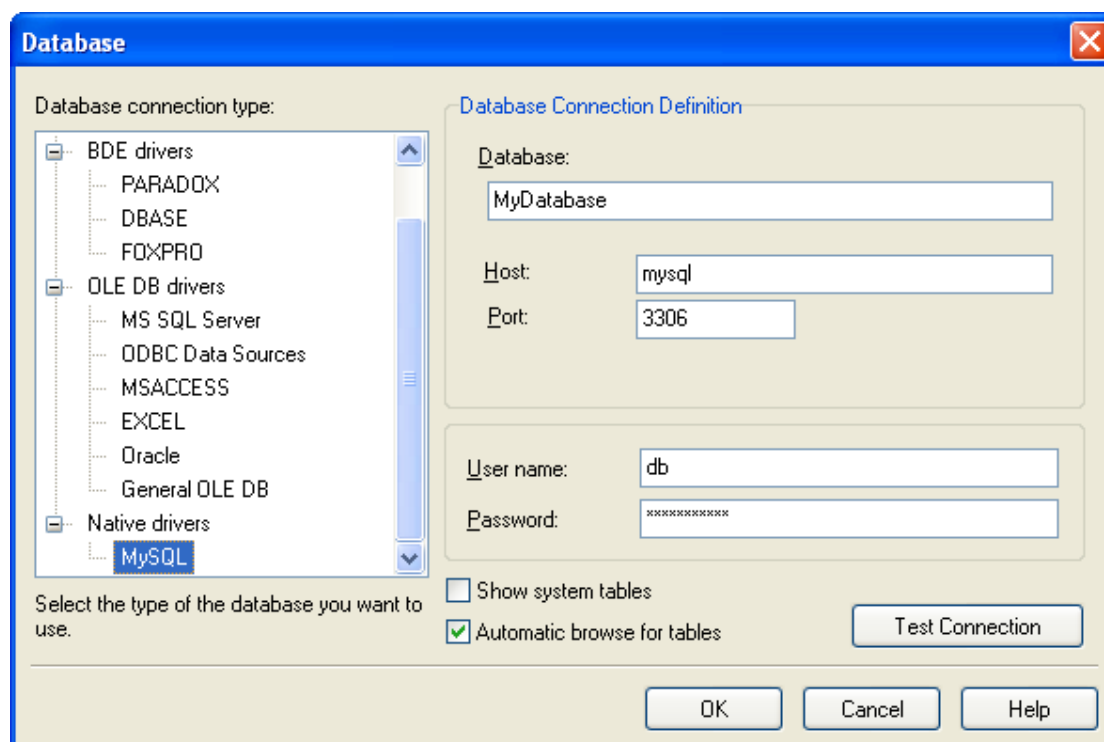 Database
Database connection type:
BDE drivers
PARADOX
DBASE
FOXPRO
OLE DB drivers
MS SQL Server
ODBC Data Sources
MSACCESS
EXCEL
Oracle
General OLE DB
Native drivers
MySQL
Select the type of the database you want to
use.
Database Connection Definition
Database:
MyDatabase
Host: mysql
Port: 3306
User name: db
Password: ***********
Show system tables
Automatic browse for tables
Test Connection
OK Cancel Help